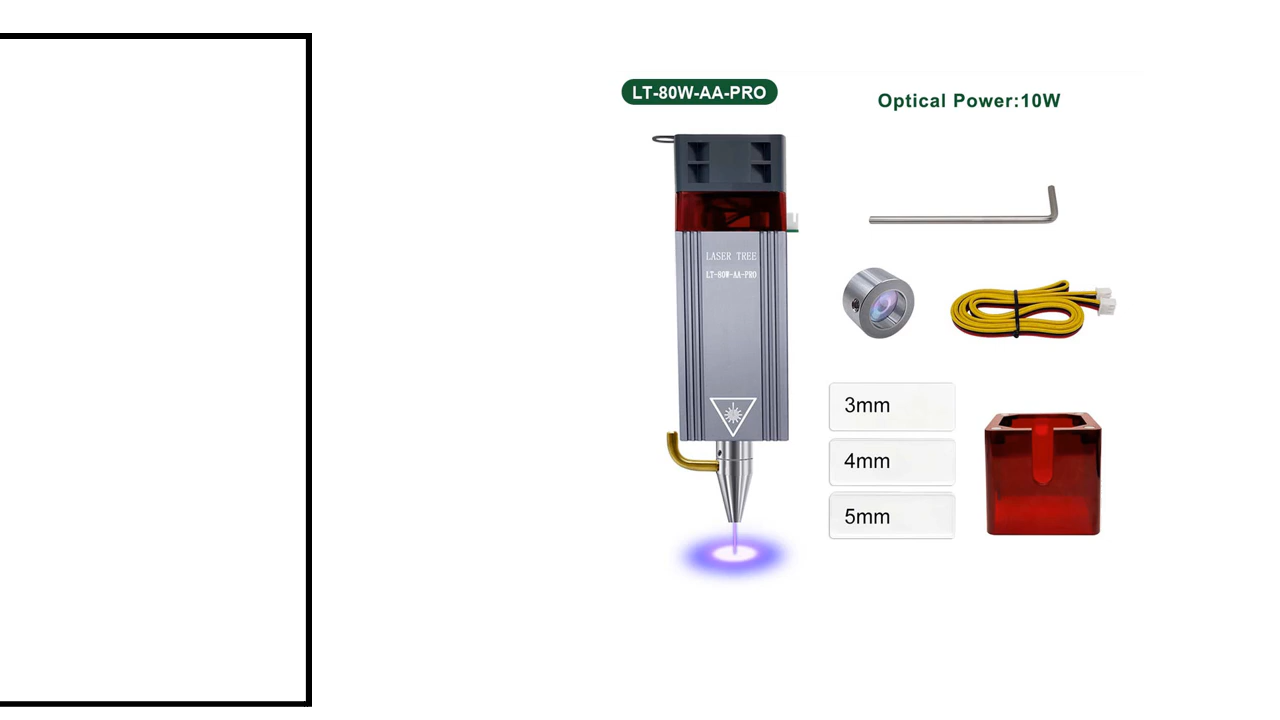 LT-80W-AA-PRO
Optical Power:10W
LASER TREE
LT-80W-AA-PRO
3mm
4mm
5mm